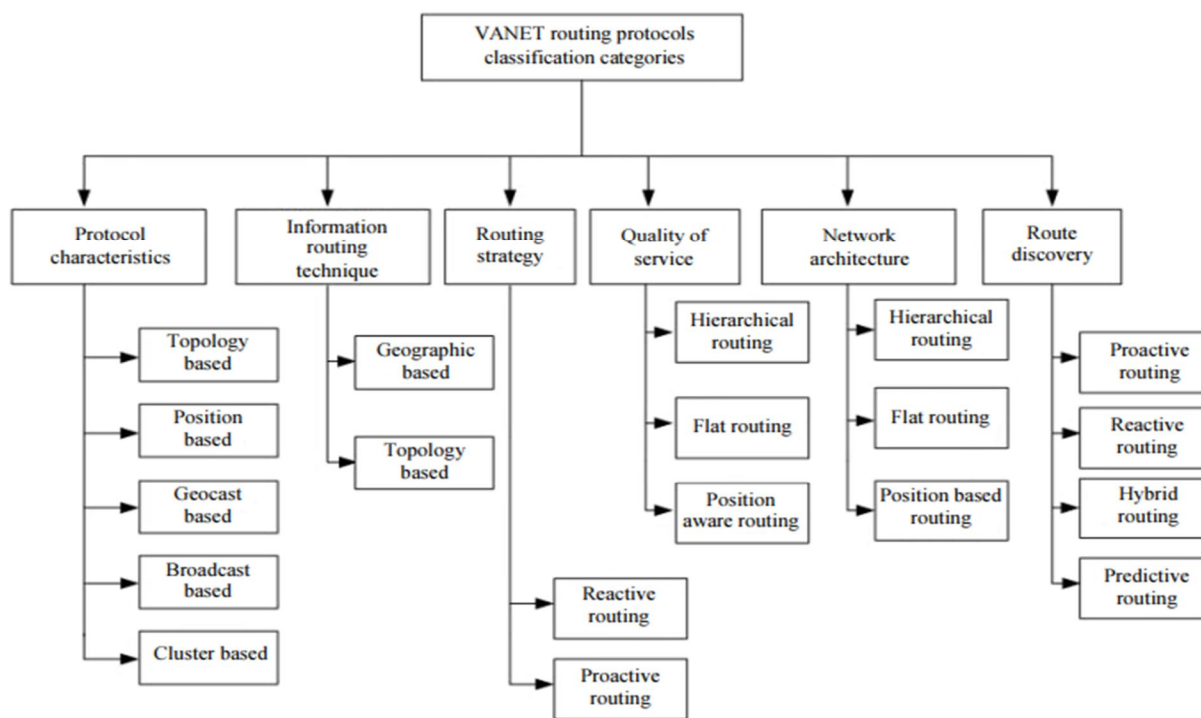 VANET routing protocols
classification categories
Protocol
characteristics
Information
routing
technique
Routing
strategy
Quality of
service
Network
architecture
Route
discovery
Topology
based
Position
based
Geocast
based
Broadcast
based
Cluster based
Geographic
based
Topology
based
Reactive
routing
Proactive
routing
Hierarchical
routing
Flat routing
Position
aware routing
Hierarchical
routing
Flat routing
Position based
routing
Proactive
routing
Reactive
routing
Hybrid
routing
Predictive
routing